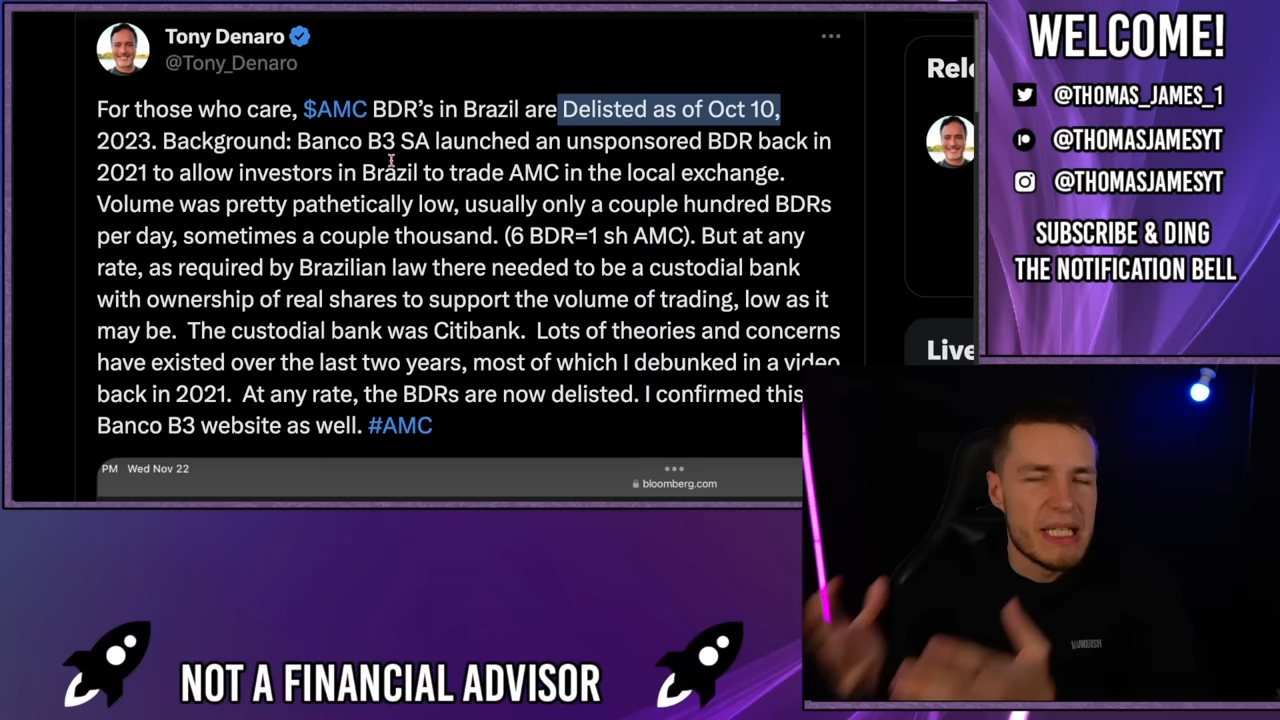 Tony Denaro
@Tony_Denaro
For those who care, $AMC BDR’s in Brazil are Delisted as of Oct 10,
2023. Background: Banco B3 SA launched an unsponsored BDR back in
2021 to allow investors in Brazil to trade AMC in the local exchange.
Volume was pretty pathetically low, usually only a couple hundred BDRs
per day, sometimes a couple thousand. (6 BDR=1 sh AMC). But at any
rate, as required by Brazilian law there needed to be a custodial bank
with ownership of real shares to support the volume of trading, low as it
may be.  The custodial bank was Citibank.  Lots of theories and concerns
have existed over the last two years, most of which I debunked in a video
back in 2021.  At any rate, the BDRs are now delisted. I confirmed this
Banco B3 website as well. #AMC
PM Wed Nov 22
bloomberg.com
Rele
Live
WELCOME!
@THOMAS_JAMES_1
@THOMASJAMESYT
@THOMASJAMESYT
SUBSCRIBE & DING
THE NOTIFICATION BELL
VANQUISH
NOT A FINANCIAL ADVISOR